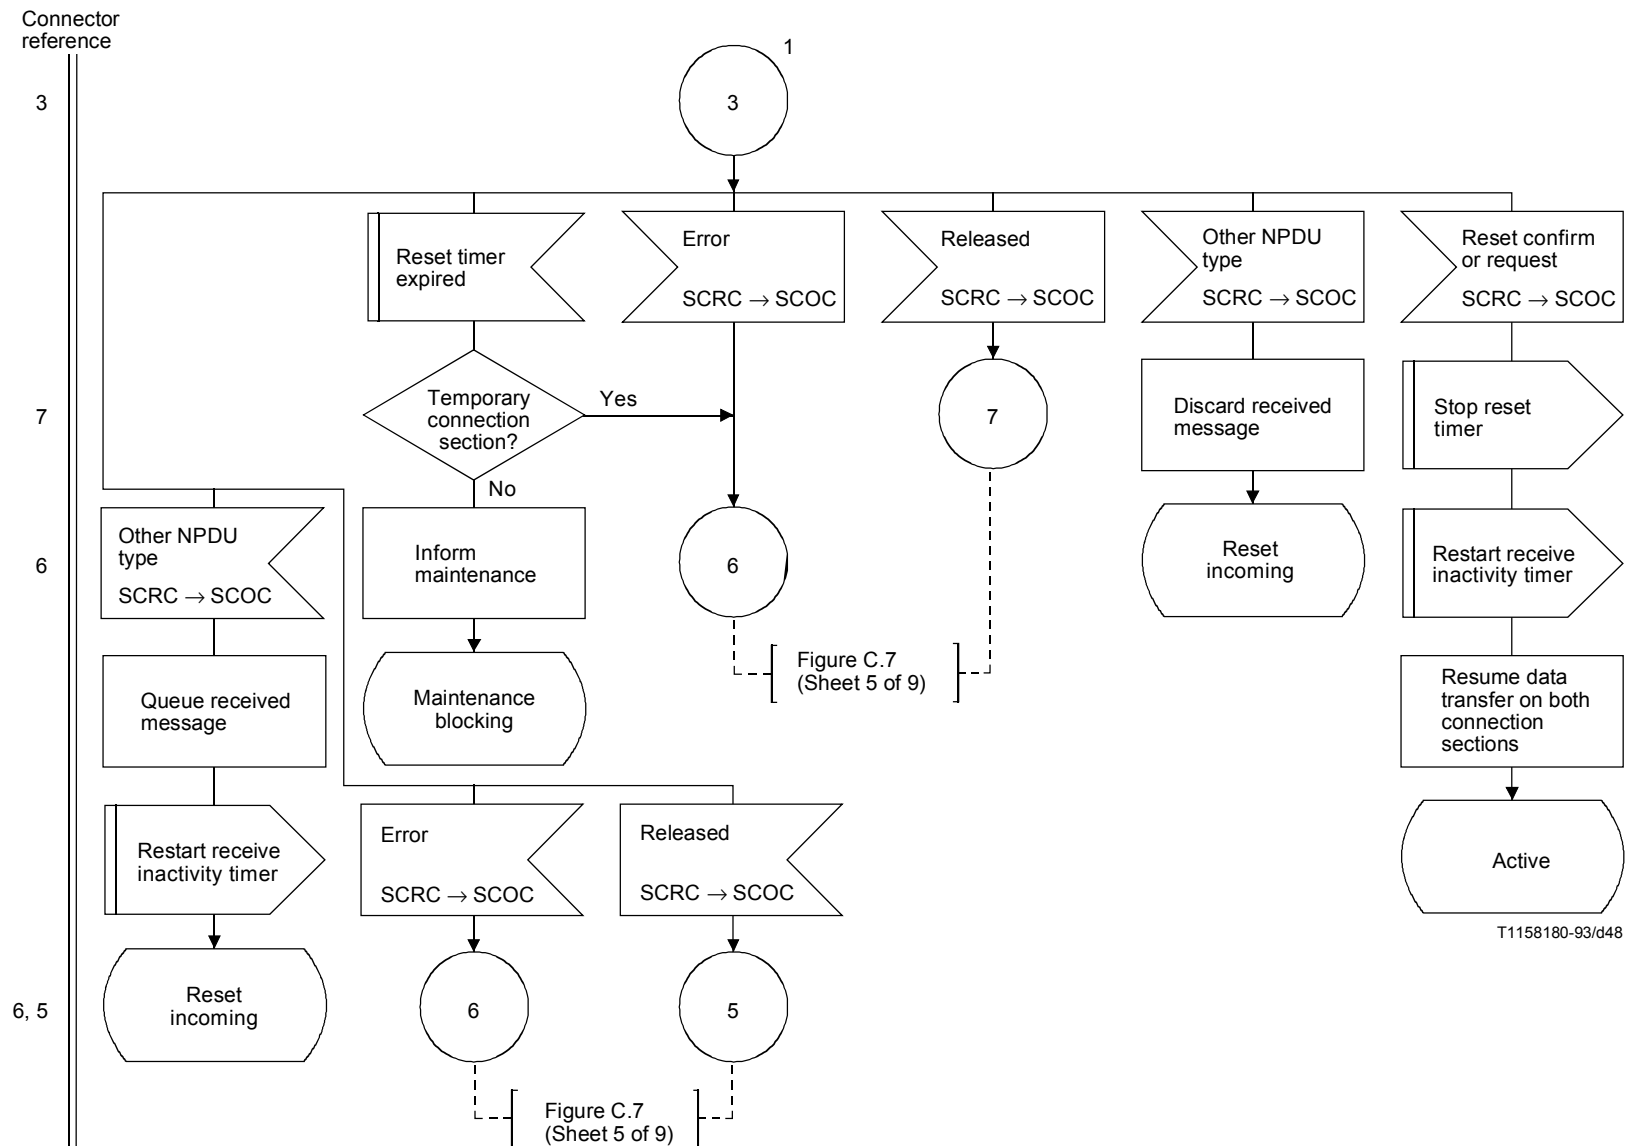 Connector
reference
1
3
3
Reset timer
expired
Error
SCRC → SCOC
Released
SCRC → SCOC
Other NPDU
type
SCRC → SCOC
Reset confirm
or request
SCRC → SCOC
7
Temporary
connection
section?
Yes
No
7
Discard received
message
Stop reset
timer
6
Other NPDU
type
SCRC → SCOC
Inform
maintenance
6
Reset
incoming
Restart receive
inactivity timer
Queue received
message
Maintenance
blocking
Figure C.7
(Sheet 5 of 9)
Resume data
transfer on both
connection
sections
Restart receive
inactivity timer
Error
SCRC → SCOC
Released
SCRC → SCOC
Active
T1158180-93/d48
6, 5
Reset
incoming
6
5
Figure C.7
(Sheet 5 of 9)